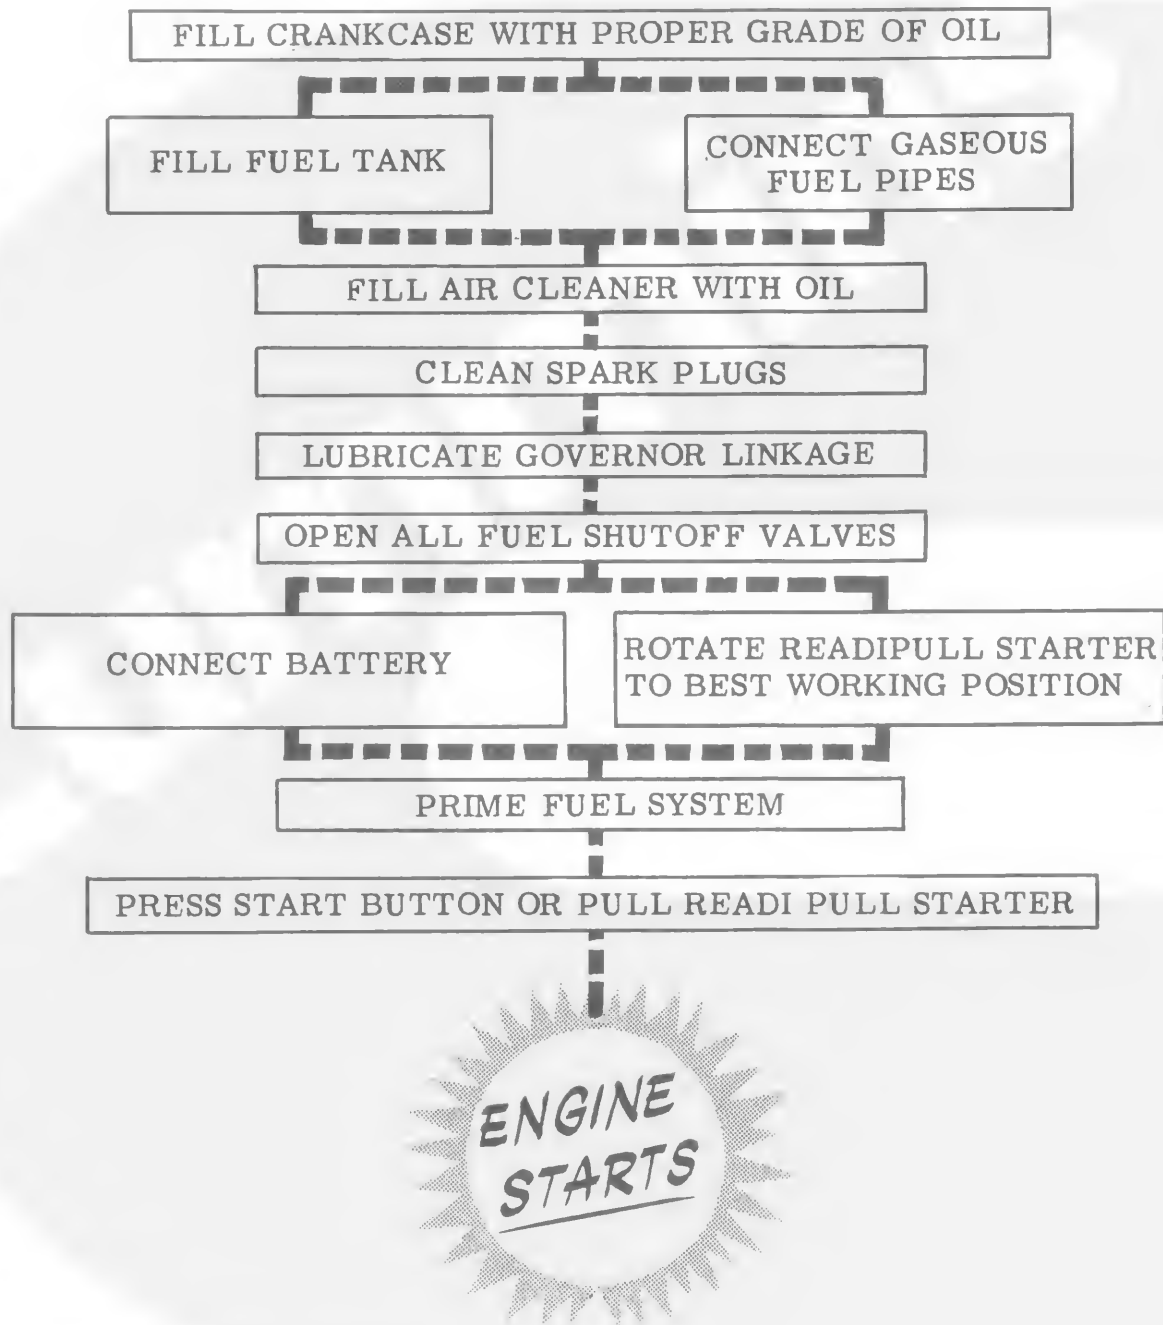 FILL CRANKCASE WITH PROPER GRADE OF OIL
FILL FUEL TANK
CONNECT GASEOUS
FUEL PIPES
FILL AIR CLEANER WITH OIL
CLEAN SPARK PLUGS
LUBRICATE GOVERNOR LINKAGE
OPEN ALL FUEL SHUTOFF VALVES
CONNECT BATTERY
ROTATE READIPULL STARTER
TO BEST WORKING POSITION
PRIME FUEL SYSTEM
PRESS START BUTTON OR PULL READI PULL STARTER
ENGINE
STARTS